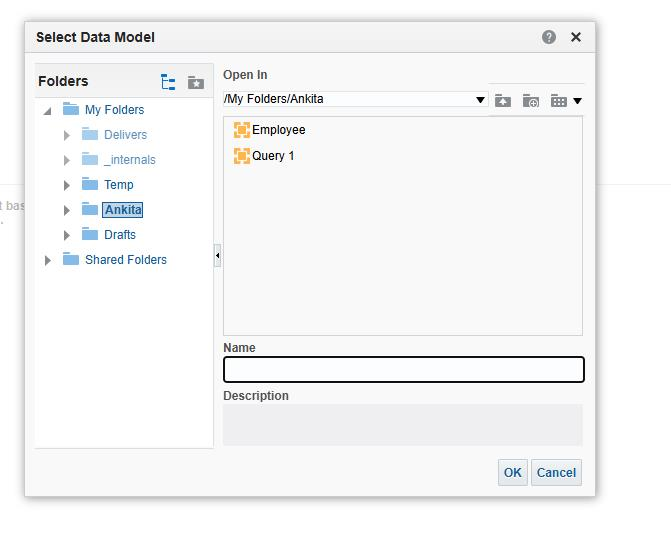 Select Data Model
Folders
My Folders
Delivers
_internals
Temp
Ankita
Drafts
Shared Folders
Open In
/My Folders/Ankita
Employee
Query 1
Name
Description
OK Cancel
t bas
.